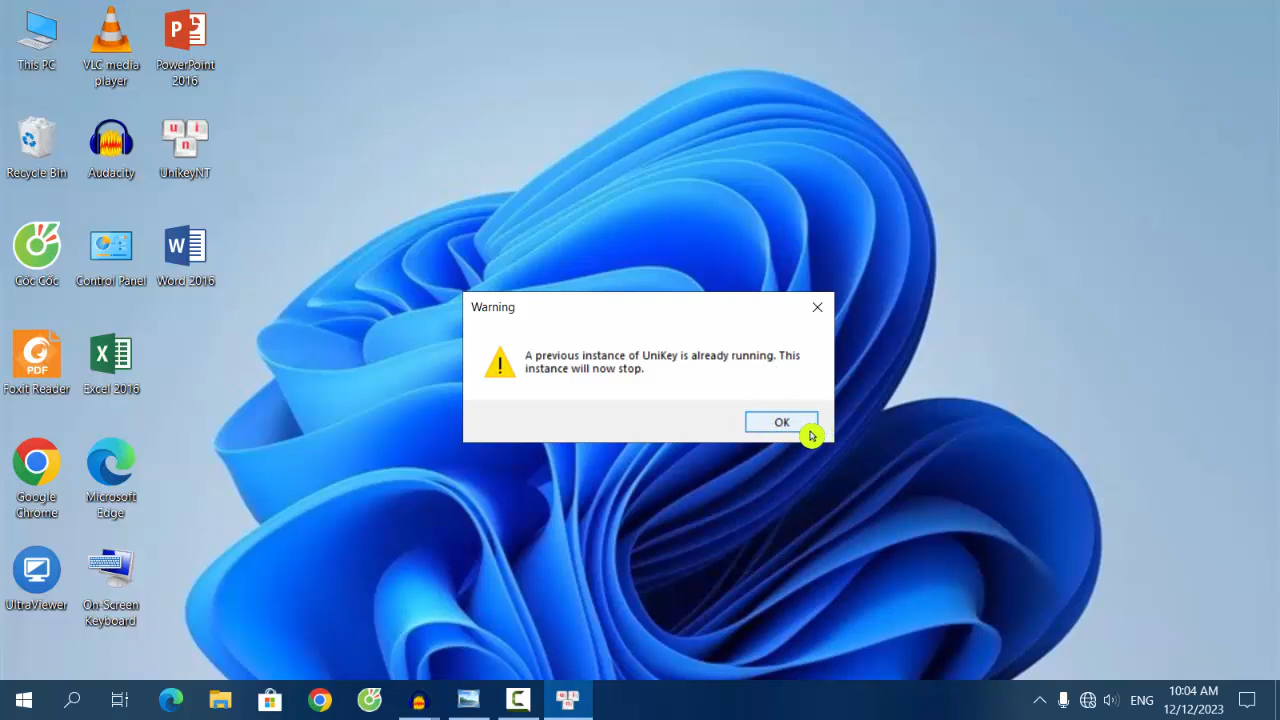 This PC
VLC media
player
PowerPoint
2016
Recycle Bin
Audacity
UnikeyNT
Cốc Cốc
Control Panel
Word 2016
Foxit Reader
Excel 2016
Google
Chrome
Microsoft
Edge
UltraViewer
On-Screen
Keyboard
Warning
A previous instance of UniKey is already running. This
instance will now stop.
OK
ENG
10:04 AM
12/12/2023